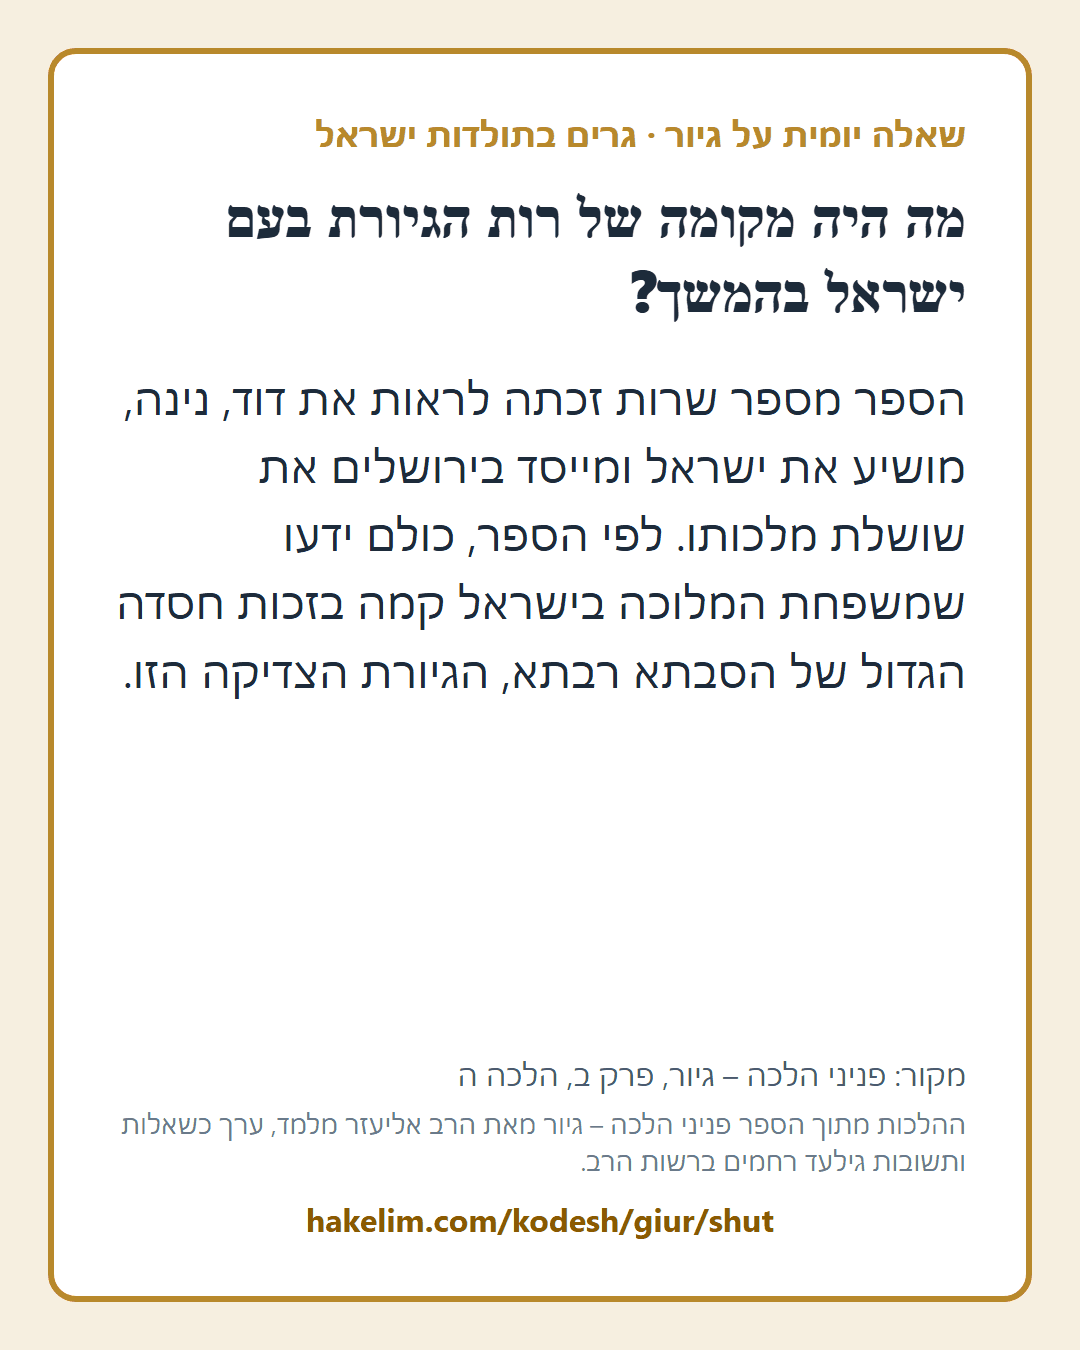 שאלה יומית על גיור · גרים בתולדות ישראל
מה היה מקומה של רות הגיורת בעם
ישראל בהמשך?
הספר מספר שרות זכתה לראות את דוד, נינה,
מושיע את ישראל ומייסד בירושלים את
שושלת מלכותו. לפי הספר, כולם ידעו
שמשפחת המלוכה בישראל קמה בזכות חסדה
הגדול של הסבתא רבתא, הגיורת הצדיקה הזו.
מקור: פניני הלכה – גיור, פרק ב, הלכה ה
ההלכות מתוך הספר פניני הלכה – גיור מאת הרב אליעזר מלמד, ערך כשאלות
ותשובות גילעד רחמים ברשות הרב.
hakelim.com/kodesh/giur/shut